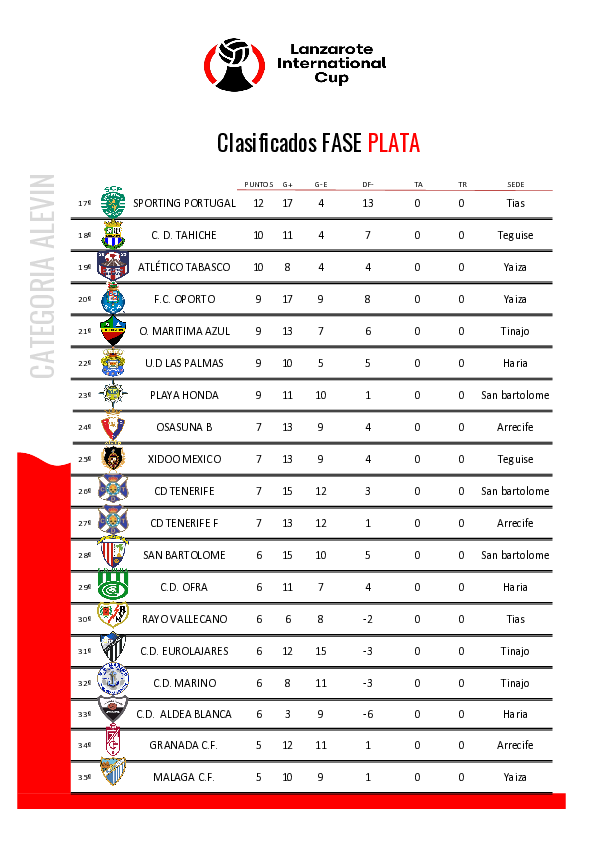 Lanzarote
International
Cup
Clasificados FASE PLATA
CATEGORIA ALEVIN
PUNTOS G+ G-E DF- TA TR SEDE
17º SPORTING PORTUGAL 12 17 4 13 0 0 Tias
18º C. D. TAHICHE 10 11 4 7 0 0 Teguise
19º ATLÉTICO TABASCO 10 8 4 4 0 0 Yaiza
20º F.C. OPORTO 9 17 9 8 0 0 Yaiza
21º O. MARITIMA AZUL 9 13 7 6 0 0 Tinajo
22º U.D LAS PALMAS 9 10 5 5 0 0 Haria
23º PLAYA HONDA 9 11 10 1 0 0 San bartolome
24º OSASUNA B 7 13 9 4 0 0 Arrecife
25º XIDOO MEXICO 7 13 9 4 0 0 Teguise
26º CD TENERIFE 7 15 12 3 0 0 San bartolome
27º CD TENERIFE F 7 13 12 1 0 0 Arrecife
28º SAN BARTOLOME 6 15 10 5 0 0 San bartolome
29º C.D. OFRA 6 11 7 4 0 0 Haria
30º RAYO VALLECANO 6 6 8 -2 0 0 Tias
31º C.D. EUROLAJARES 6 12 15 -3 0 0 Tinajo
32º C.D. MARINO 6 8 11 -3 0 0 Tinajo
33º C.D. ALDEA BLANCA 6 3 9 -6 0 0 Haria
34º GRANADA C.F. 5 12 11 1 0 0 Arrecife
35º MALAGA C.F. 5 10 9 1 0 0 Yaiza